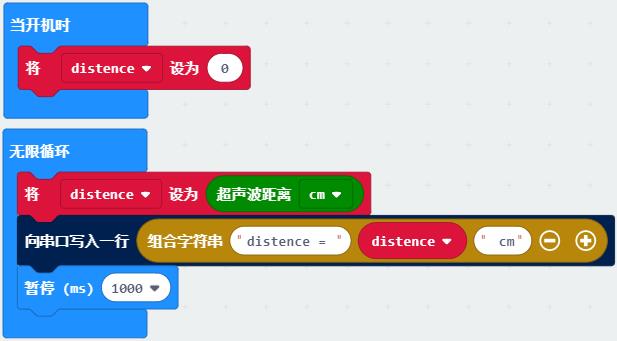 当开机时
将 distence 设为 0
无限循环
将 distence 设为 超声波距离 cm
向串口写入一行 组合字符串 "distence = " distence " cm"
暂停 (ms) 1000